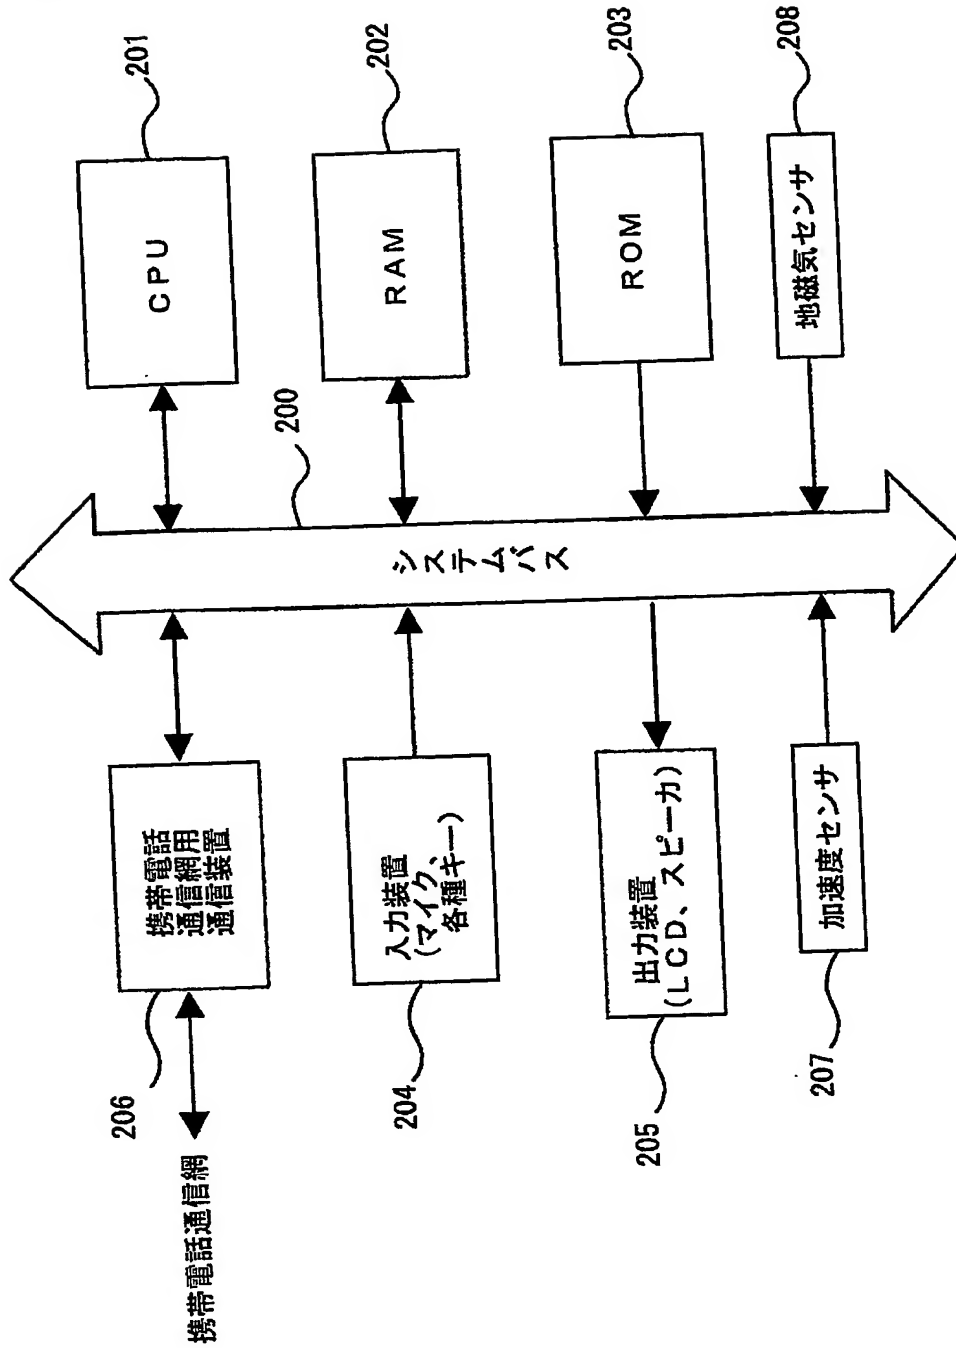 携帯電話通信網
206
携帯電話
通信網用
通信装置
204
入力装置
(マイク、
各種キー)
205
出力装置
(LCD、スピーカ)
207
加速度センサ
システムバス
200
CPU
201
RAM
202
ROM
203
地磁気センサ
208